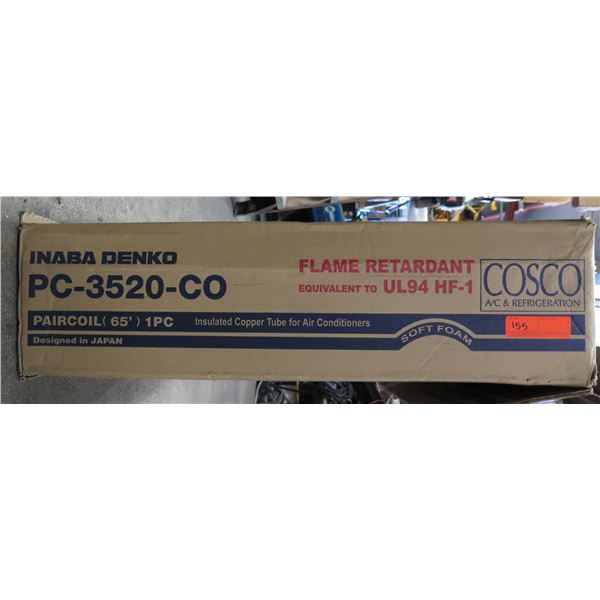 INABA DENKO
PC-3520-CO
FLAME RETARDANT
EQUIVALENT TO UL94 HF-1
COSCO
A/C & REFRIGERATION
PAIRCOIL( 65' ) 1PC
Insulated Copper Tube for Air Conditioners
SOFT FOAM
155
Designed in JAPAN